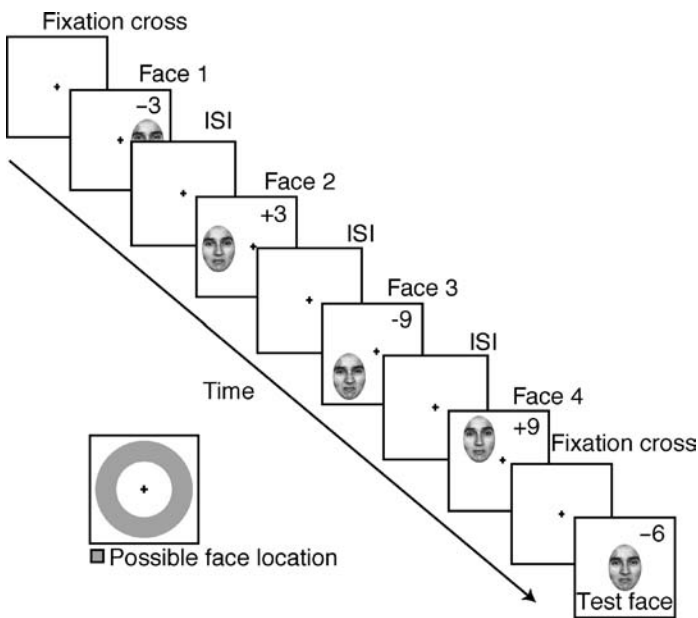 Fixation cross
Face 1
−3
ISI
Face 2
+3
ISI
Face 3
-9
ISI
Face 4
+9
Fixation cross
−6
Test face
Time
Possible face location